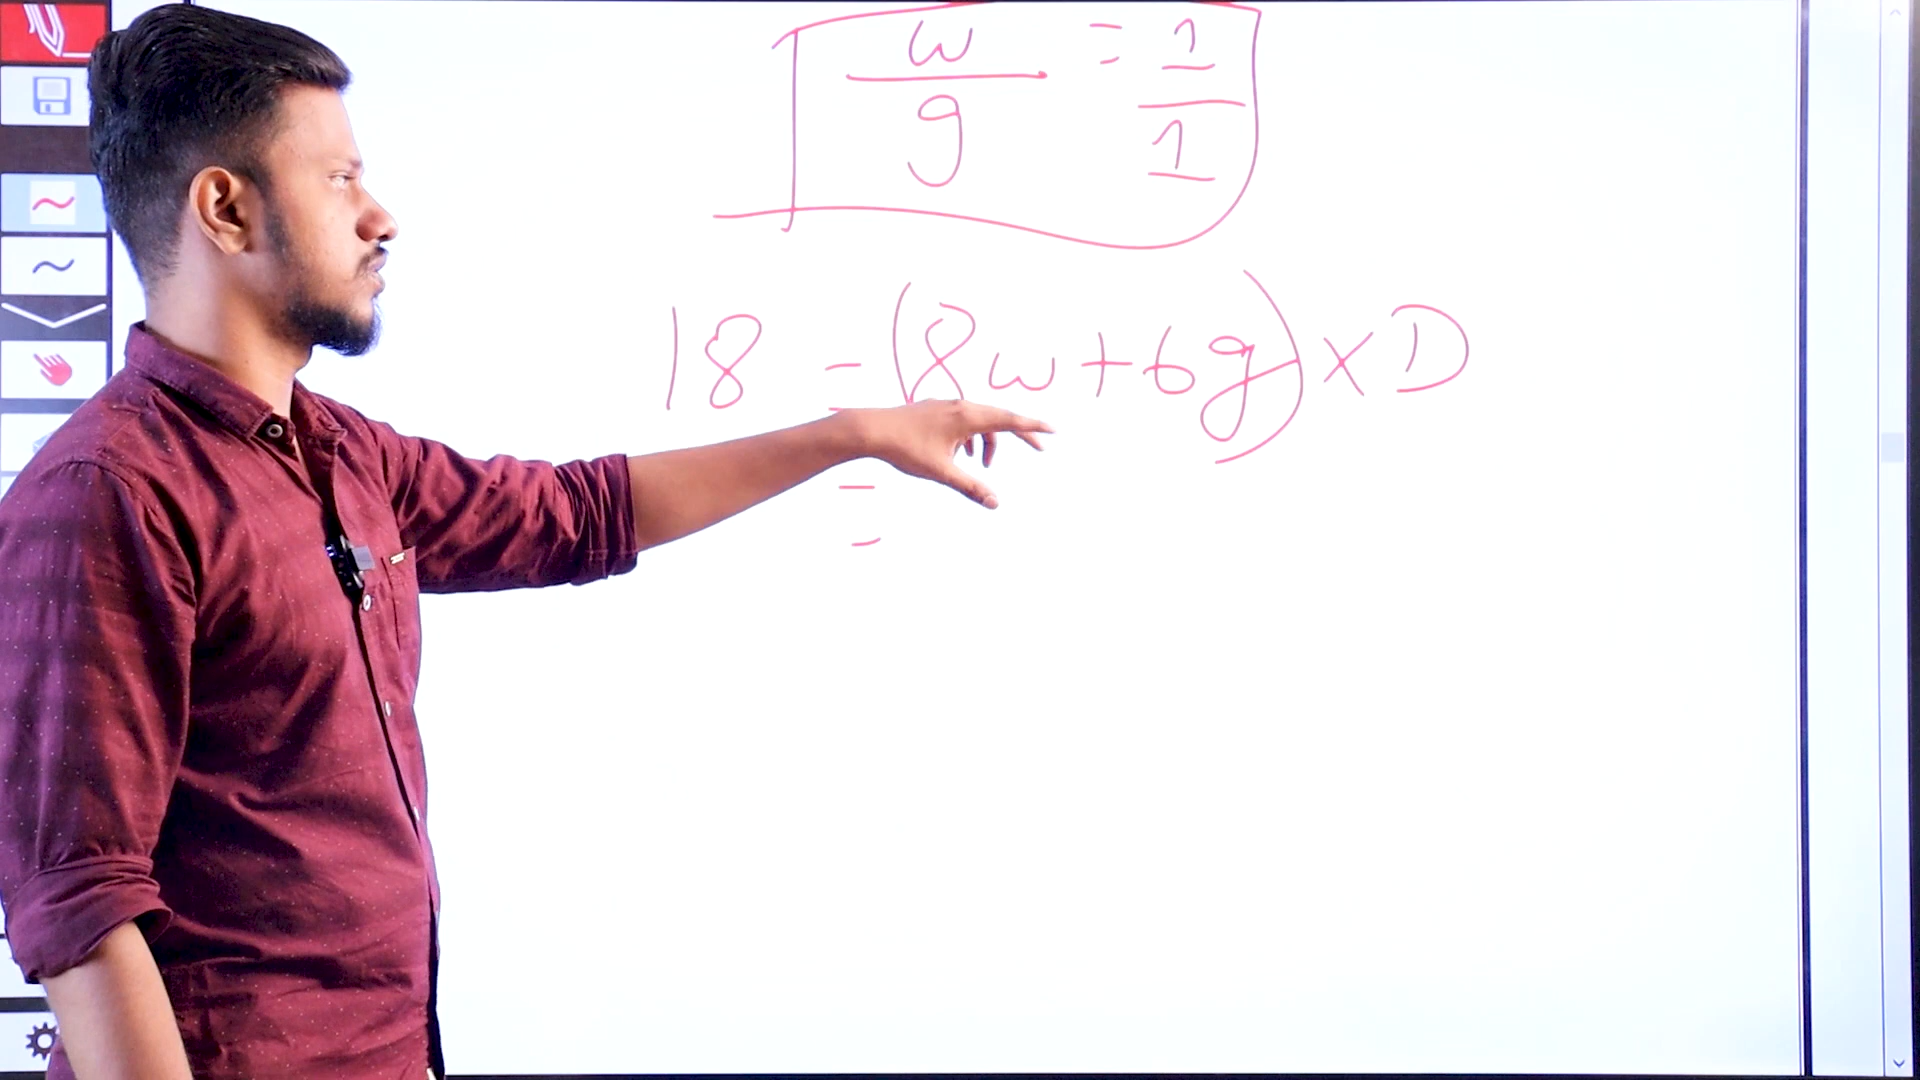 w/g = 1/1
18 = (8w+6g) × D
=